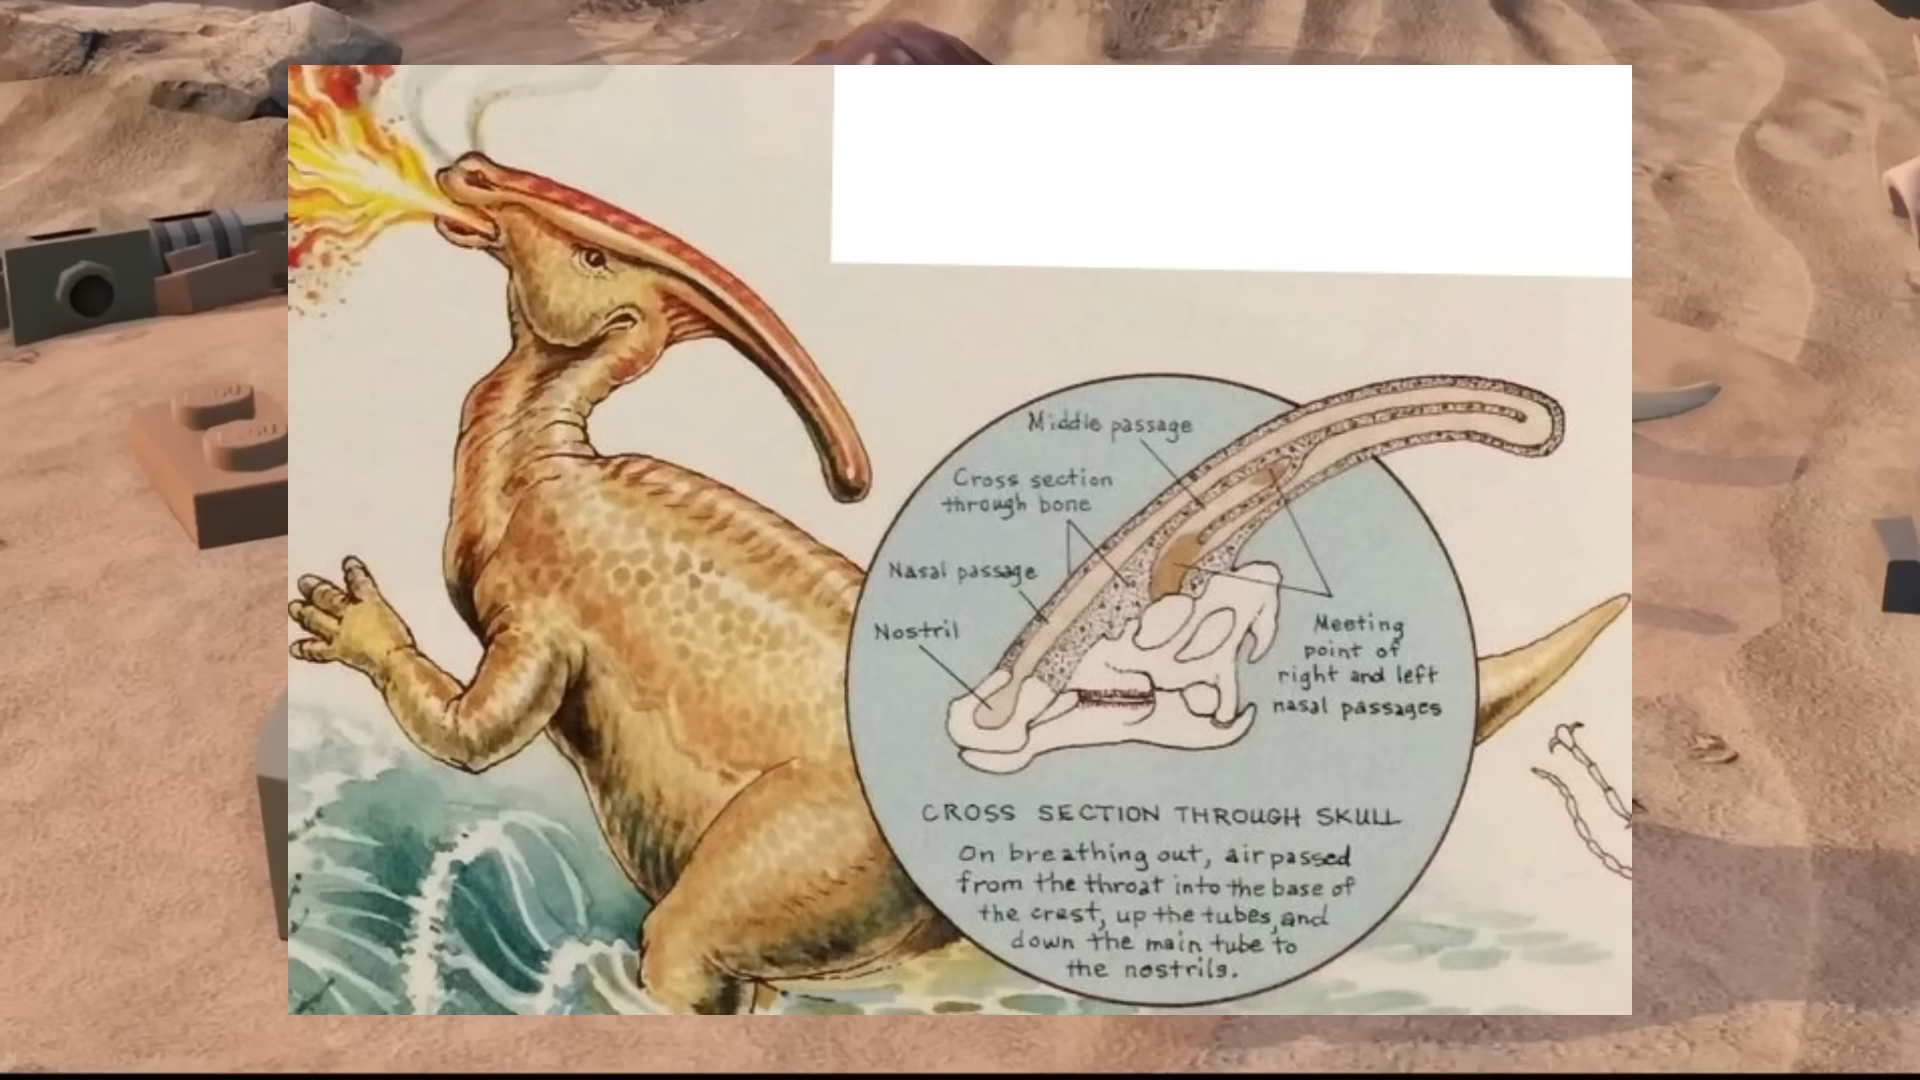 Middle passage
Cross section
through bone
Nasal passage
Nostril
Meeting
point of
right and left
nasal passages
CROSS SECTION THROUGH SKULL
On breathing out, air passed
from the throat into the base of
the crest, up the tubes, and
down the main tube to
the nostrils.